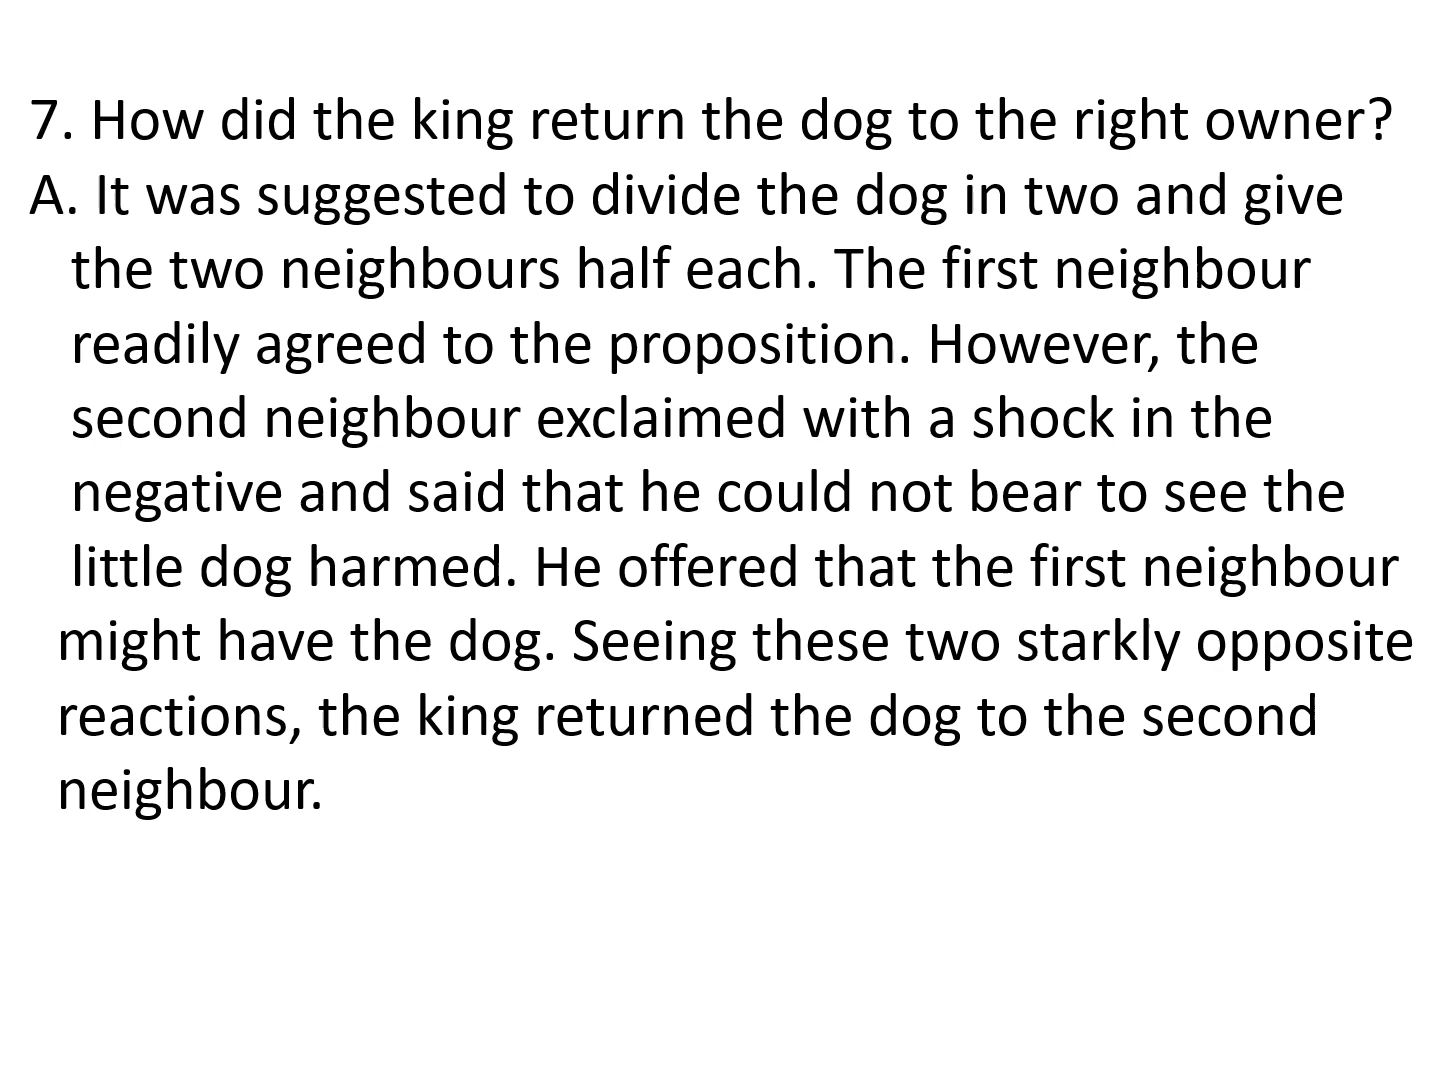 7. How did the king return the dog to the right owner?
A. It was suggested to divide the dog in two and give
the two neighbours half each. The first neighbour
readily agreed to the proposition. However, the
second neighbour exclaimed with a shock in the
negative and said that he could not bear to see the
little dog harmed. He offered that the first neighbour
might have the dog. Seeing these two starkly opposite
reactions, the king returned the dog to the second
neighbour.